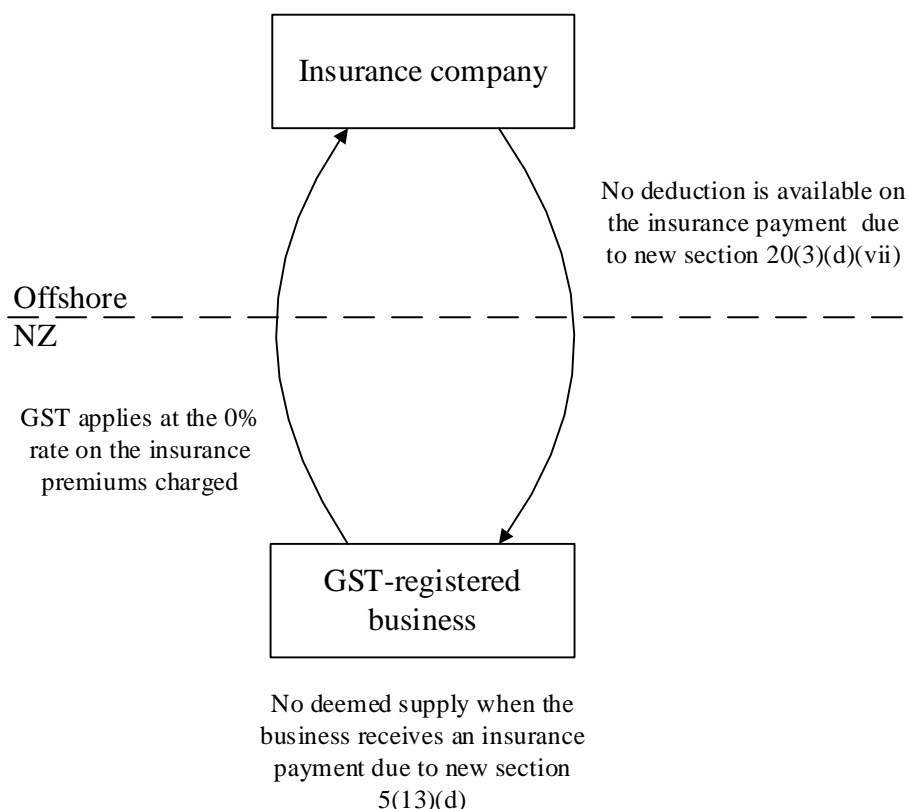 Insurance company
No deduction is available on
the insurance payment due
to new section 20(3)(d)(vii)
Offshore
NZ
GST applies at the 0%
rate on the insurance
premiums charged
GST-registered
business
No deemed supply when the
business receives an insurance
payment due to new section
5(13)(d)